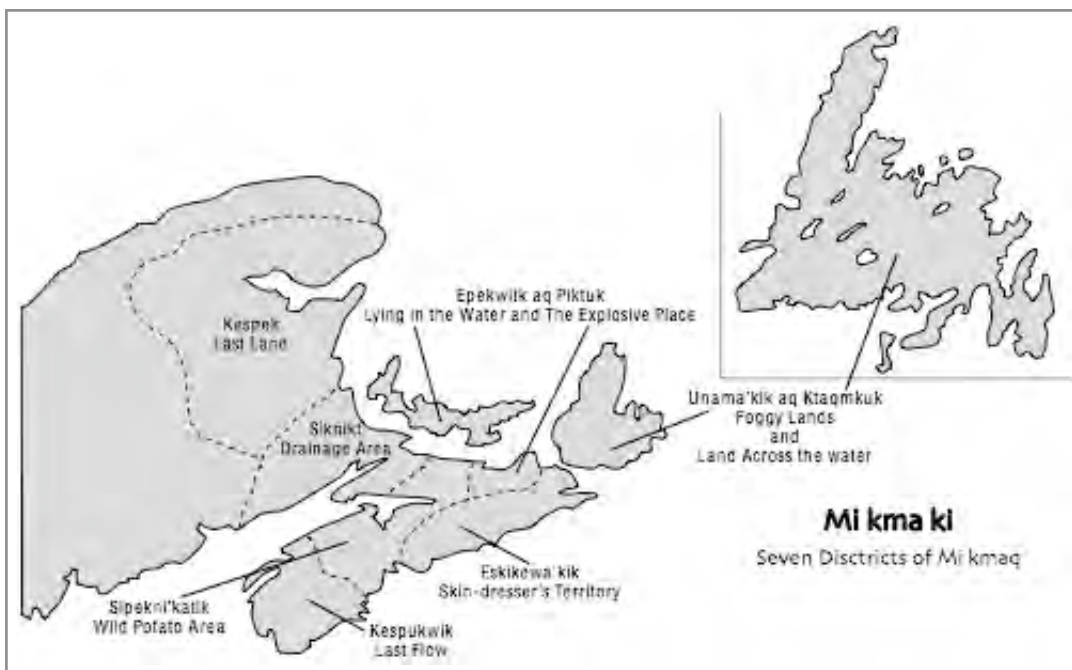 Epekwitk aq Piktuk
Lying in the Water and The Explosive Place
Kespek
Last Land
Unama'kik aq Ktaqmkuk
Foggy Lands
and
Land Across the water
Siknikt
Drainage Area
Mi kma ki
Seven Disctricts of Mi kmaq
Eskikewa'kik
Skin-dresser's Territory
Sipekni'katik
Wild Potato Area
Kespukwik
Last Flow